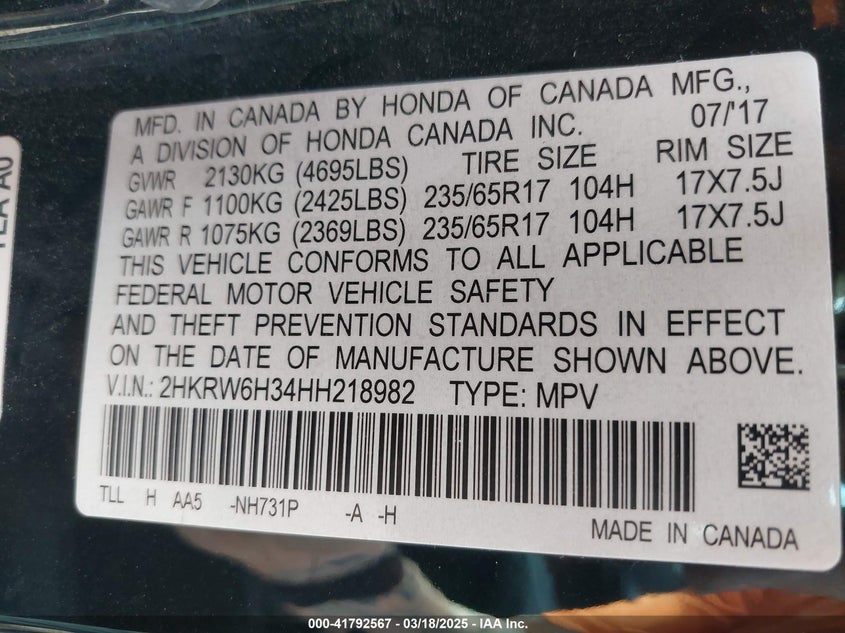 MFD. IN CANADA BY HONDA OF CANADA MFG.,
A DIVISION OF HONDA CANADA INC. 07/'17
GVWR 2130KG (4695LBS) TIRE SIZE RIM SIZE
GAWR F 1100KG (2425LBS) 235/65R17 104H 17X7.5J
GAWR R 1075KG (2369LBS) 235/65R17 104H 17X7.5J
THIS VEHICLE CONFORMS TO ALL APPLICABLE
FEDERAL MOTOR VEHICLE SAFETY
AND THEFT PREVENTION STANDARDS IN EFFECT
ON THE DATE OF MANUFACTURE SHOWN ABOVE.
V.I.N.: 2HKRW6H34HH218982 TYPE: MPV
TLL H AA5 -NH731P -A -H
MADE IN CANADA
000-41792567 - 03/18/2025 - IAA Inc.